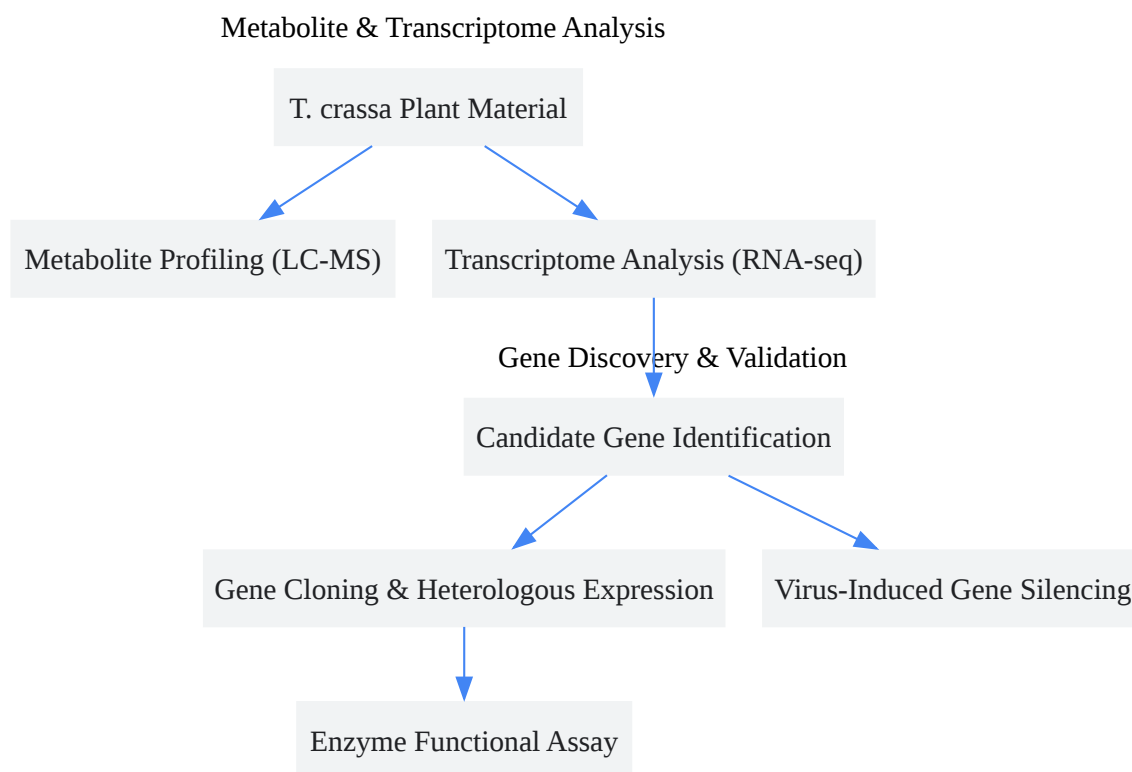 Metabolite & Transcriptome Analysis
T. crassa Plant Material
Metabolite Profiling (LC-MS)
Transcriptome Analysis (RNA-seq)
Gene Discovery & Validation
Candidate Gene Identification
Gene Cloning & Heterologous Expression
Virus-Induced Gene Silencing
Enzyme Functional Assay